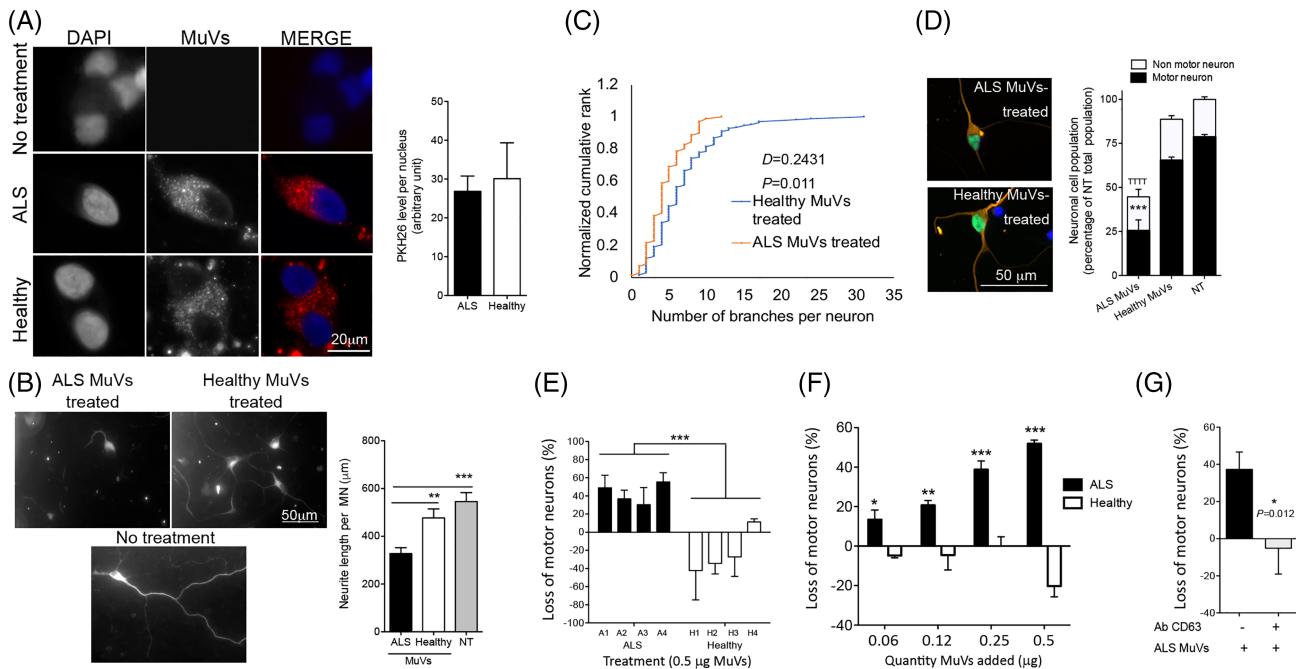 (A)
DAPI MuVs MERGE
No treatment
ALS
Healthy
20μm
50
40
30
20
10
0
PKH26 level per nucleus
(arbitrary unit)
ALS Healthy
(B)
ALS MuVs
treated
Healthy MuVs
treated
50μm
No treatment
800
600
400
200
0
Neurite length per MN (μm)
***
**
ALS Healthy NT
MuVs
(C)
1.2
1
0.8
0.6
0.4
0.2
0
Normalized cumulative rank
D=0.2431
P=0.011
Healthy MuVs
treated
ALS MuVs treated
0 5 10 15 20 25 30 35
Number of branches per neuron
(D)
ALS MuVs-
treated
Healthy MuVs-
treated
50 μm
Non motor neuron
Motor neuron
100
75
50
25
0
Neuronal cell population
(percentage of NT total population)
TTTT
***
ALS MuVs
Healthy MuVs
NT
(E)
100
80
60
40
20
0
-20
-40
-60
-80
-100
Loss of motor neurons (%)
***
A1 A2 A3 A4 H1 H2 H3 H4
ALS Healthy
Treatment (0.5 μg MuVs)
(F)
60
40
20
0
-20
-40
Loss of motor neurons (%)
* ** *** ***
ALS
Healthy
0.06 0.12 0.25 0.5
Quantity MuVs added (μg)
(G)
60
40
20
0
-20
-40
Loss of motor neurons (%)
*
P=0.012
Ab CD63 - +
ALS MuVs + +